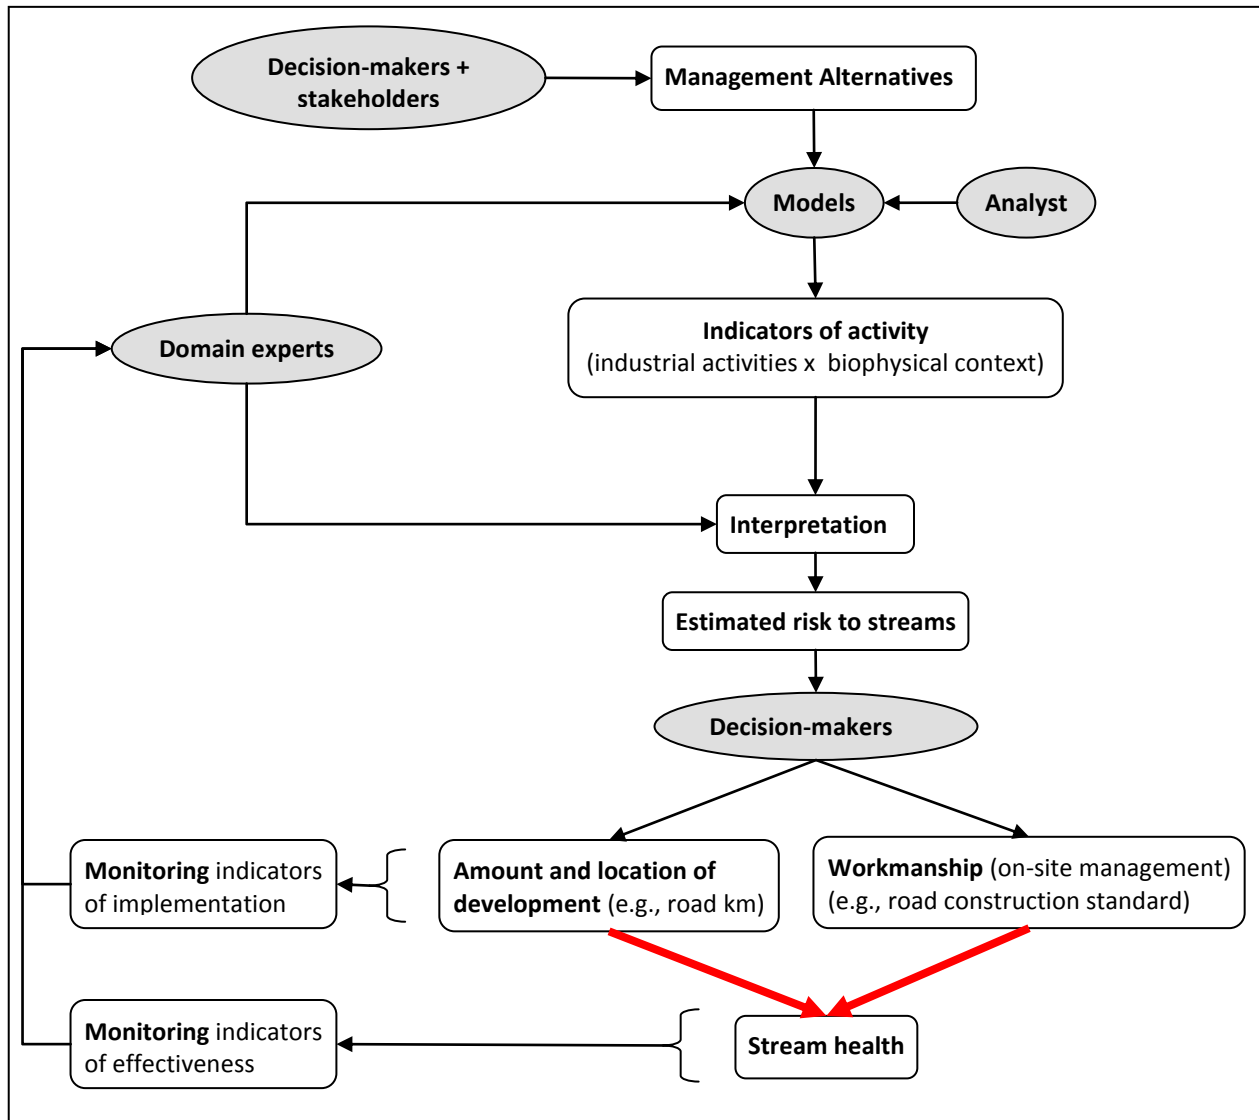 Decision-makers +
stakeholders
Management Alternatives
Models
Analyst
Indicators of activity
(industrial activities x biophysical context)
Domain experts
Interpretation
Estimated risk to streams
Decision-makers
Monitoring indicators
of implementation
Amount and location of
development (e.g., road km)
Workmanship (on-site management)
(e.g., road construction standard)
Monitoring indicators
of effectiveness
Stream health